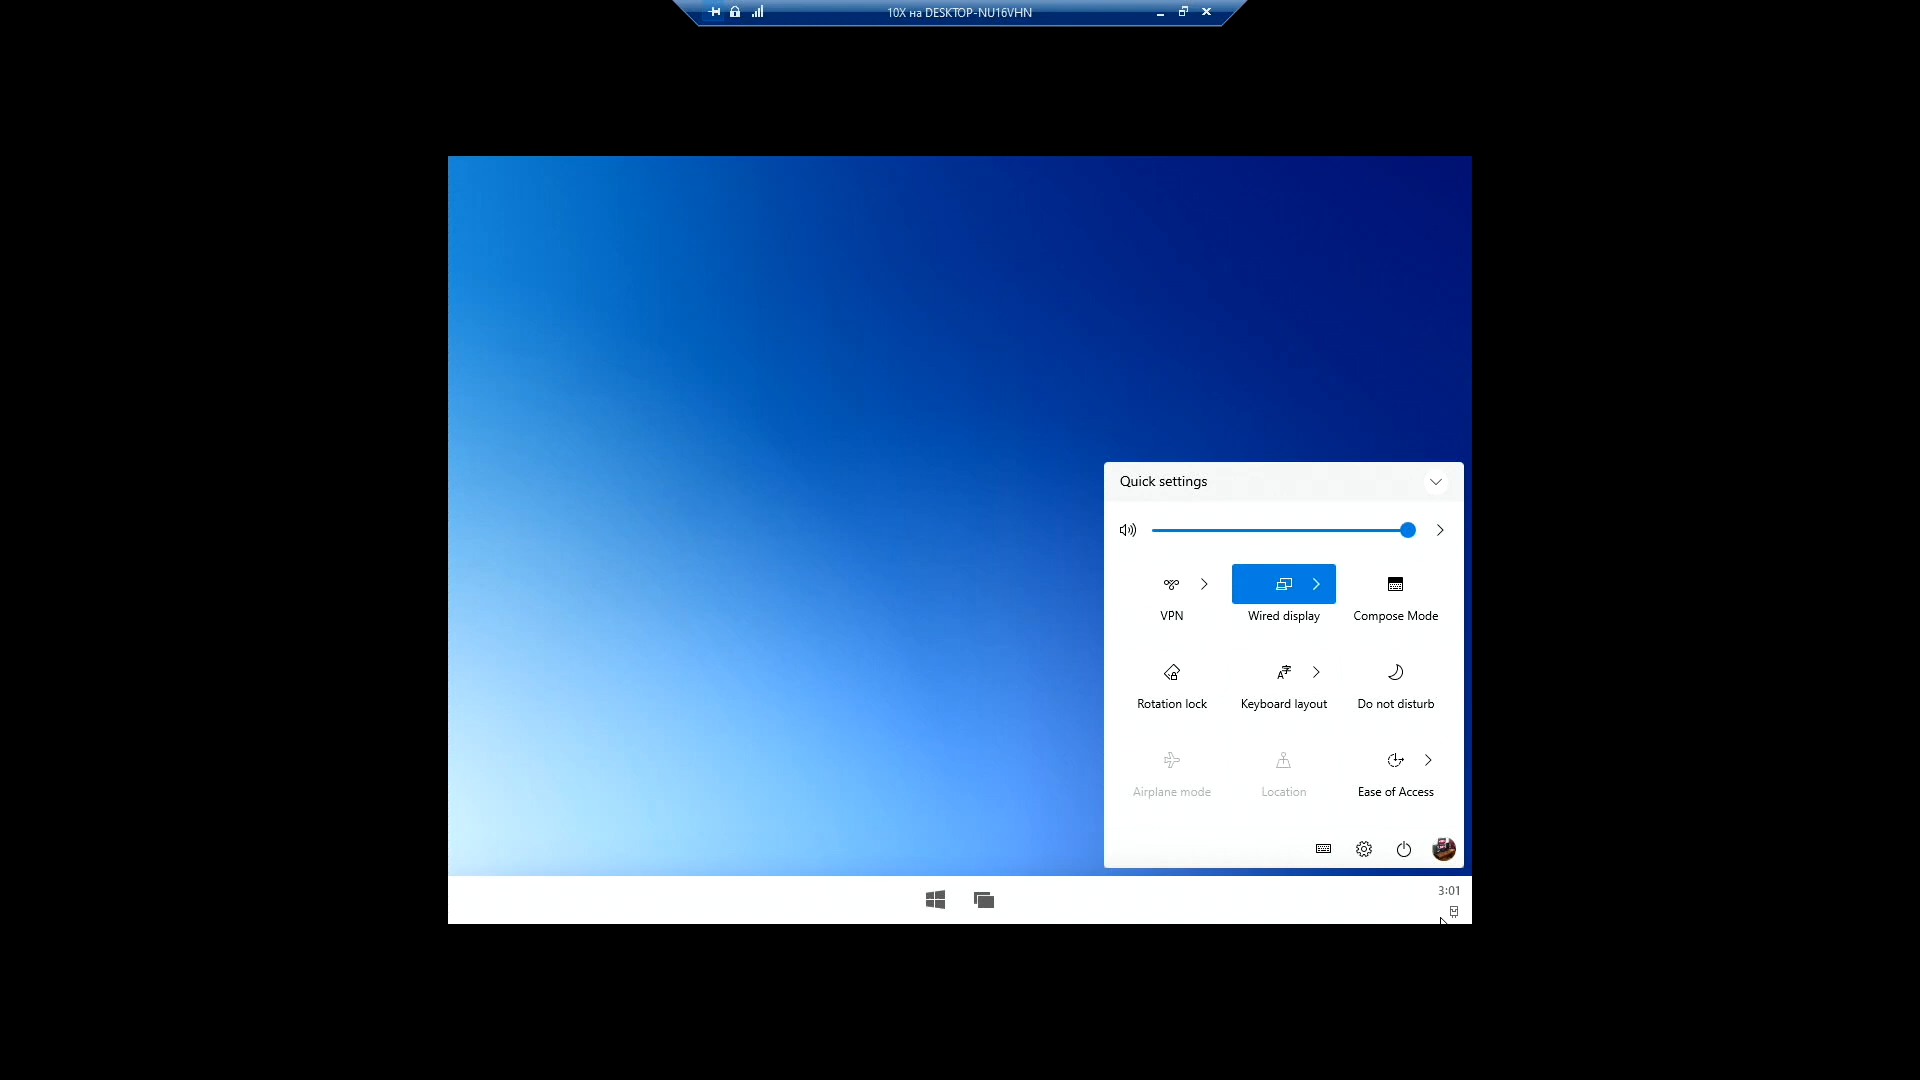 10X на DESKTOP-NU16VHN
Quick settings
VPN
Wired display
Compose Mode
Rotation lock
Keyboard layout
Do not disturb
Airplane mode
Location
Ease of Access
3:01